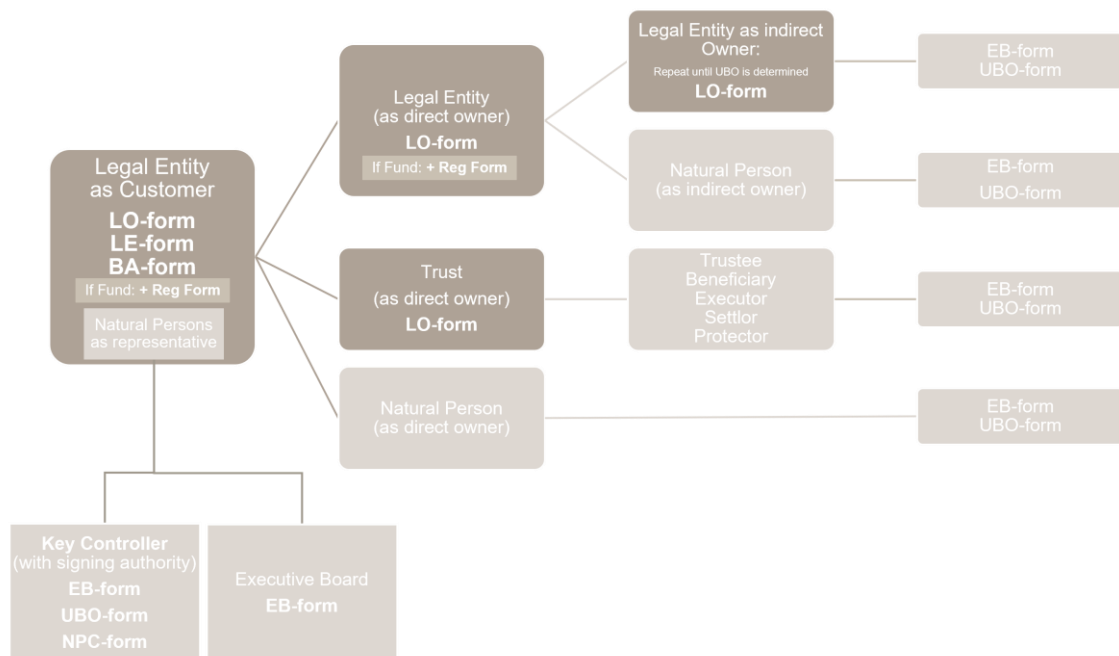 Legal Entity
as Customer
LO-form
LE-form
BA-form
If Fund: + Reg Form
Natural Persons
as representative
Key Controller
(with signing authority)
EB-form
UBO-form
NPC-form
Executive Board
EB-form
Legal Entity
(as direct owner)
LO-form
If Fund: + Reg Form
Trust
(as direct owner)
LO-form
Natural Person
(as direct owner)
Legal Entity as indirect
Owner:
Repeat until UBO is determined
LO-form
Natural Person
(as indirect owner)
Trustee
Beneficiary
Executor
Settlor
Protector
EB-form
UBO-form
EB-form
UBO-form
EB-form
UBO-form
EB-form
UBO-form